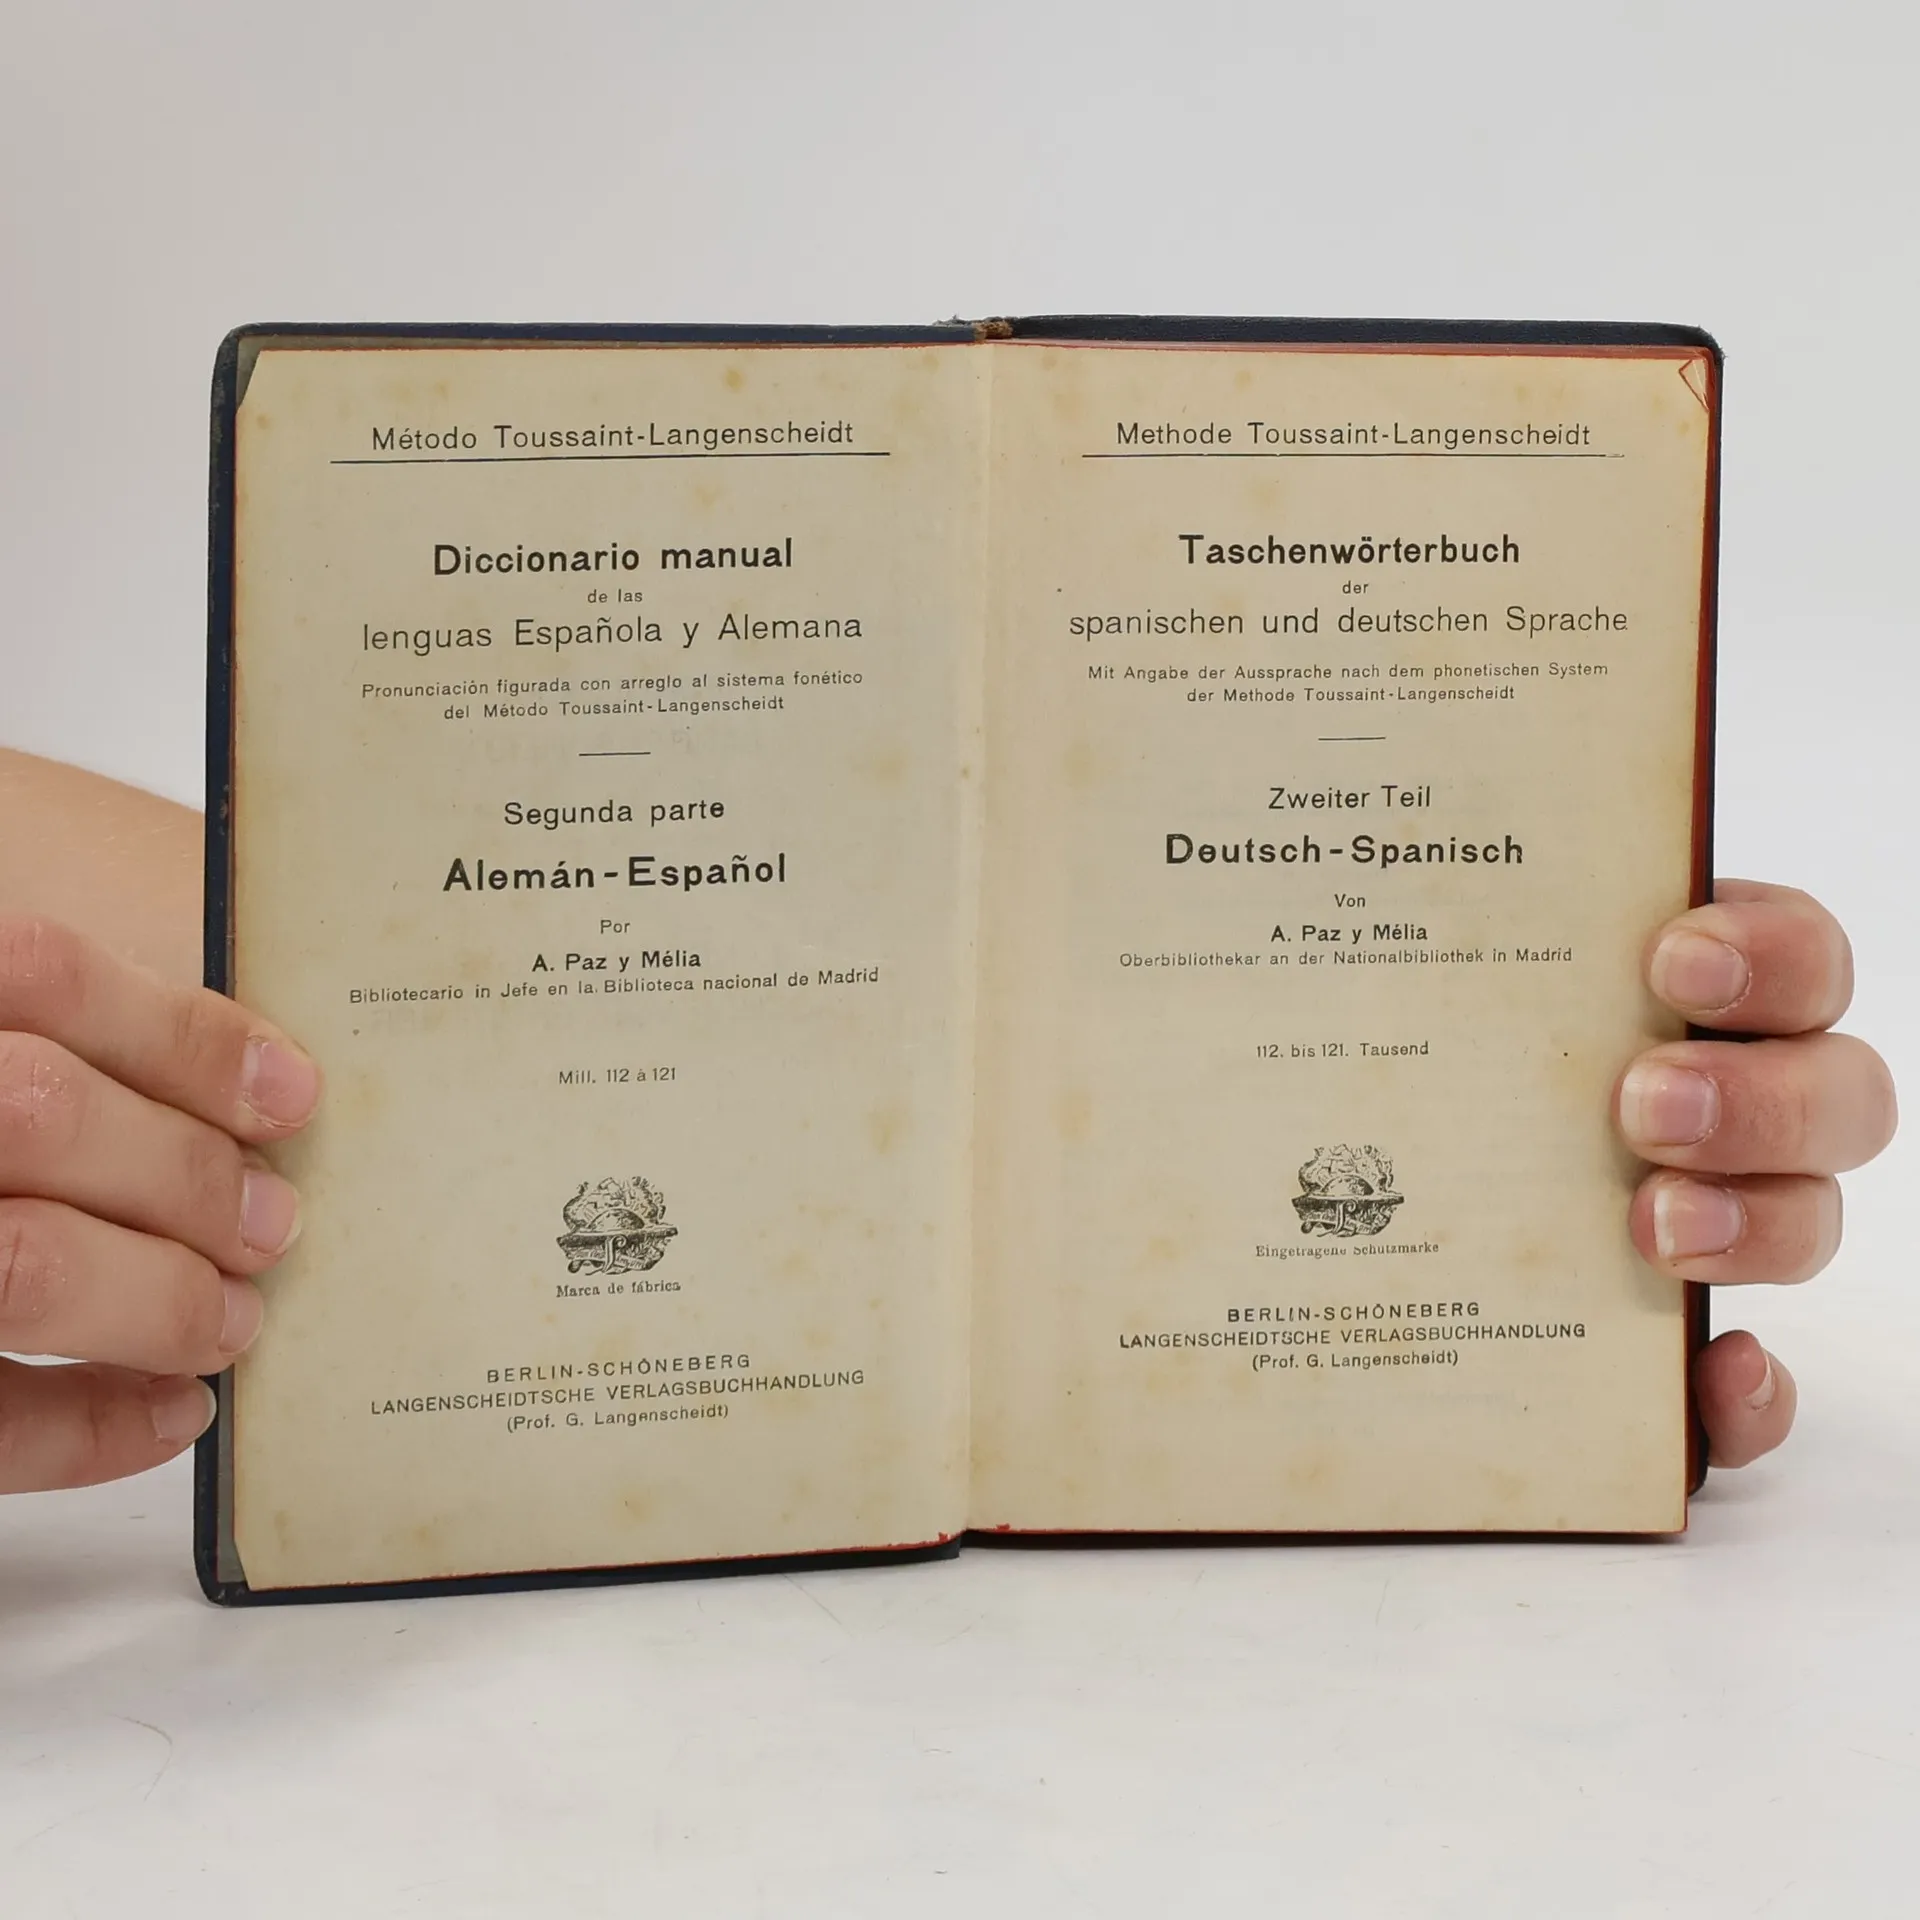 Método Toussaint-Langenscheidt
Diccionario manual
de las
lenguas Española y Alemana
Pronunciación figurada con arreglo al sistema fonético
del Método Toussaint-Langenscheidt
Segunda parte
Alemán-Español
Por
A. Paz y Mélia
Bibliotecario in Jefe en la Biblioteca nacional de Madrid
Mill. 112 à 121
Marca de fábrica
BERLIN-SCHÖNEBERG
LANGENSCHEIDTSCHE VERLAGSBUCHHANDLUNG
(Prof. G. Langenscheidt)
Methode Toussaint-Langenscheidt
Taschenwörterbuch
der
spanischen und deutschen Sprache
Mit Angabe der Aussprache nach dem phonetischen System
der Methode Toussaint-Langenscheidt
Zweiter Teil
Deutsch-Spanisch
Von
A. Paz y Mélia
Oberbibliothekar an der Nationalbibliothek in Madrid
112. bis 121. Tausend
Eingetragene Schutzmarke
BERLIN-SCHÖNEBERG
LANGENSCHEIDTSCHE VERLAGSBUCHHANDLUNG
(Prof. G. Langenscheidt)